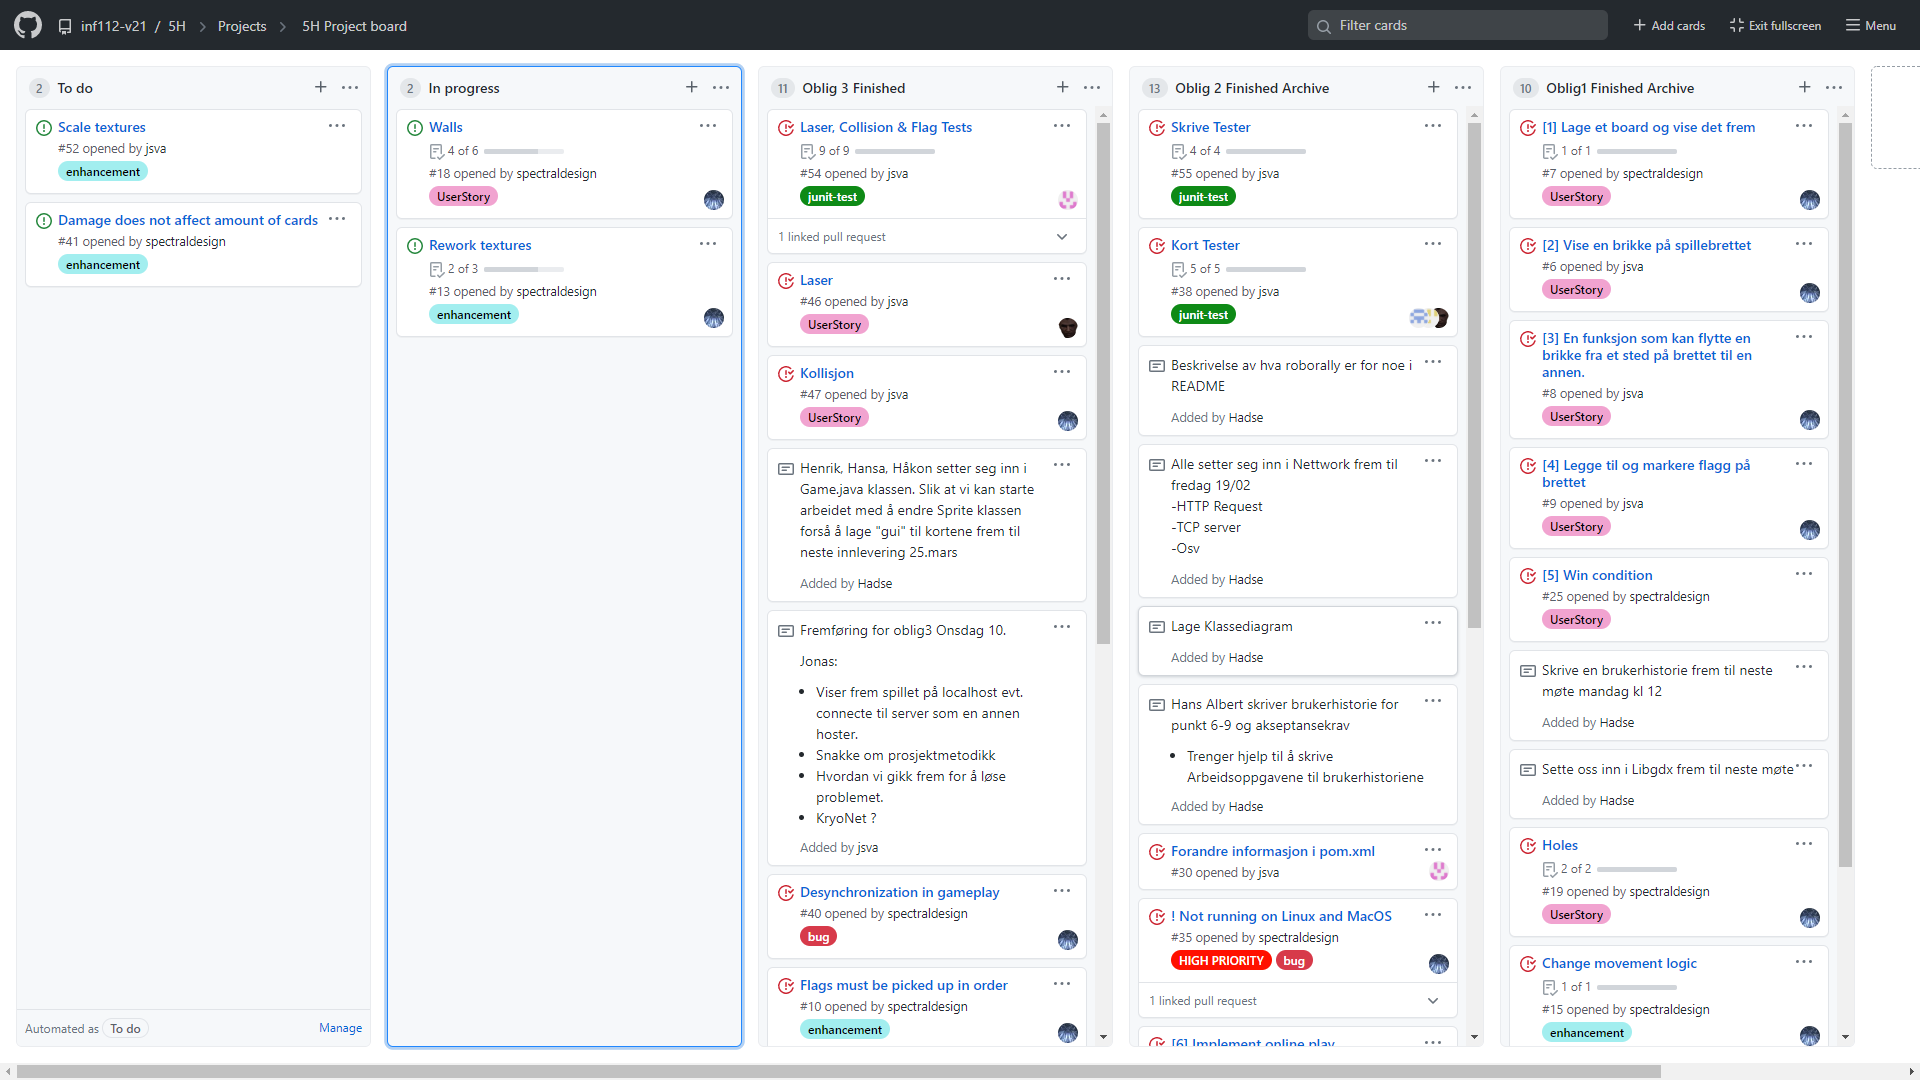 inf112-v21 / 5H Projects 5H Project board
Filter cards
Add cards
Exit fullscreen
Menu
2 To do
Scale textures
#52 opened by jsva
enhancement
Damage does not affect amount of cards
#41 opened by spectraldesign
enhancement
Automated as To do
Manage
2 In progress
Walls
4 of 6
#18 opened by spectraldesign
UserStory
Rework textures
2 of 3
#13 opened by spectraldesign
enhancement
11 Oblig 3 Finished
Laser, Collision & Flag Tests
9 of 9
#54 opened by jsva
junit-test
1 linked pull request
Laser
#46 opened by jsva
UserStory
Kollisjon
#47 opened by jsva
UserStory
Henrik, Hansa, Håkon setter seg inn i
Game.java klassen. Slik at vi kan starte
arbeidet med å endre Sprite klassen
forså å lage "gui" til kortene frem til
neste innlevering 25.mars
Added by Hadse
Fremføring for oblig3 Onsdag 10.
Jonas:
• Viser frem spillet på localhost evt.
connecte til server som en annen
hoster.
• Snakke om prosjektmetodikk
• Hvordan vi gikk frem for å løse
problemet.
• KryoNet ?
Added by jsva
Desynchronization in gameplay
#40 opened by spectraldesign
bug
Flags must be picked up in order
#10 opened by spectraldesign
enhancement
13 Oblig 2 Finished Archive
Skrive Tester
4 of 4
#55 opened by jsva
junit-test
Kort Tester
5 of 5
#38 opened by jsva
junit-test
Beskrivelse av hva roborally er for noe i
README
Added by Hadse
Alle setter seg inn i Nettwork frem til
fredag 19/02
-HTTP Request
-TCP server
-Osv
Added by Hadse
Lage Klassediagram
Added by Hadse
Hans Albert skriver brukerhistorie for
punkt 6-9 og akseptansekrav
• Trenger hjelp til å skrive
Arbeidsoppgavene til brukerhistoriene
Added by Hadse
Forandre informasjon i pom.xml
#30 opened by jsva
! Not running on Linux and MacOS
#35 opened by spectraldesign
HIGH PRIORITY bug
1 linked pull request
[6] Implement online play
10 Oblig1 Finished Archive
[1] Lage et board og vise det frem
1 of 1
#7 opened by spectraldesign
UserStory
[2] Vise en brikke på spillebrettet
#6 opened by jsva
UserStory
[3] En funksjon som kan flytte en
brikke fra et sted på brettet til en
annen.
#8 opened by jsva
UserStory
[4] Legge til og markere flagg på
brettet
#9 opened by jsva
UserStory
[5] Win condition
#25 opened by spectraldesign
UserStory
Skrive en brukerhistorie frem til neste
møte mandag kl 12
Added by Hadse
Sette oss inn i Libgdx frem til neste møte
Added by Hadse
Holes
2 of 2
#19 opened by spectraldesign
UserStory
Change movement logic
1 of 1
#15 opened by spectraldesign
enhancement